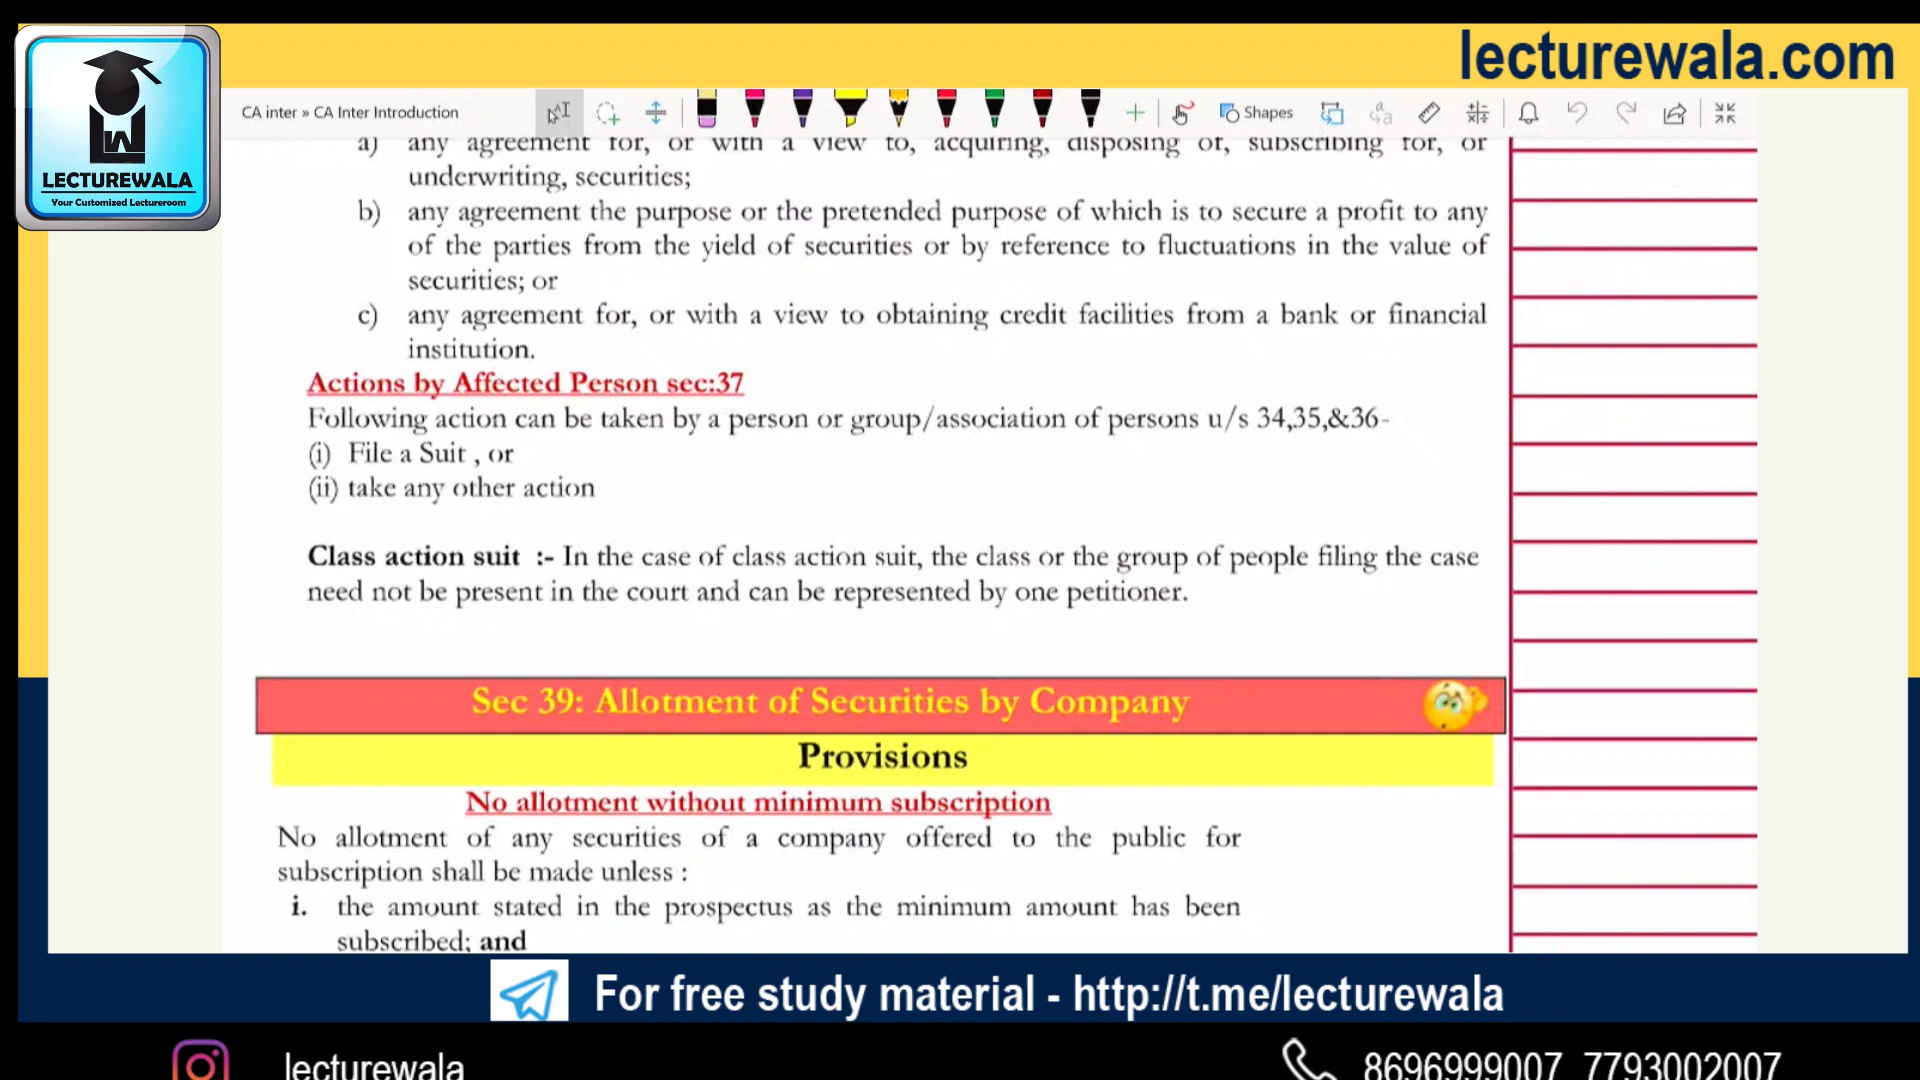 lecturewala.com
LW
LECTUREWALA
Your Customized Lectureroom
CA inter » CA Inter Introduction
Shapes
a) any agreement for, or with a view to, acquiring, disposing of, subscribing for, or
underwriting, securities;
b) any agreement the purpose or the pretended purpose of which is to secure a profit to any
of the parties from the yield of securities or by reference to fluctuations in the value of
securities; or
c) any agreement for, or with a view to obtaining credit facilities from a bank or financial
institution.
Actions by Affected Person sec:37
Following action can be taken by a person or group/association of persons u/s 34,35,&36-
(i) File a Suit , or
(ii) take any other action
Class action suit :- In the case of class action suit, the class or the group of people filing the case
need not be present in the court and can be represented by one petitioner.
Sec 39: Allotment of Securities by Company
Provisions
No allotment without minimum subscription
No allotment of any securities of a company offered to the public for
subscription shall be made unless :
i. the amount stated in the prospectus as the minimum amount has been
subscribed; and
For free study material - http://t.me/lecturewala
lecturewala
8696999007 7793002007